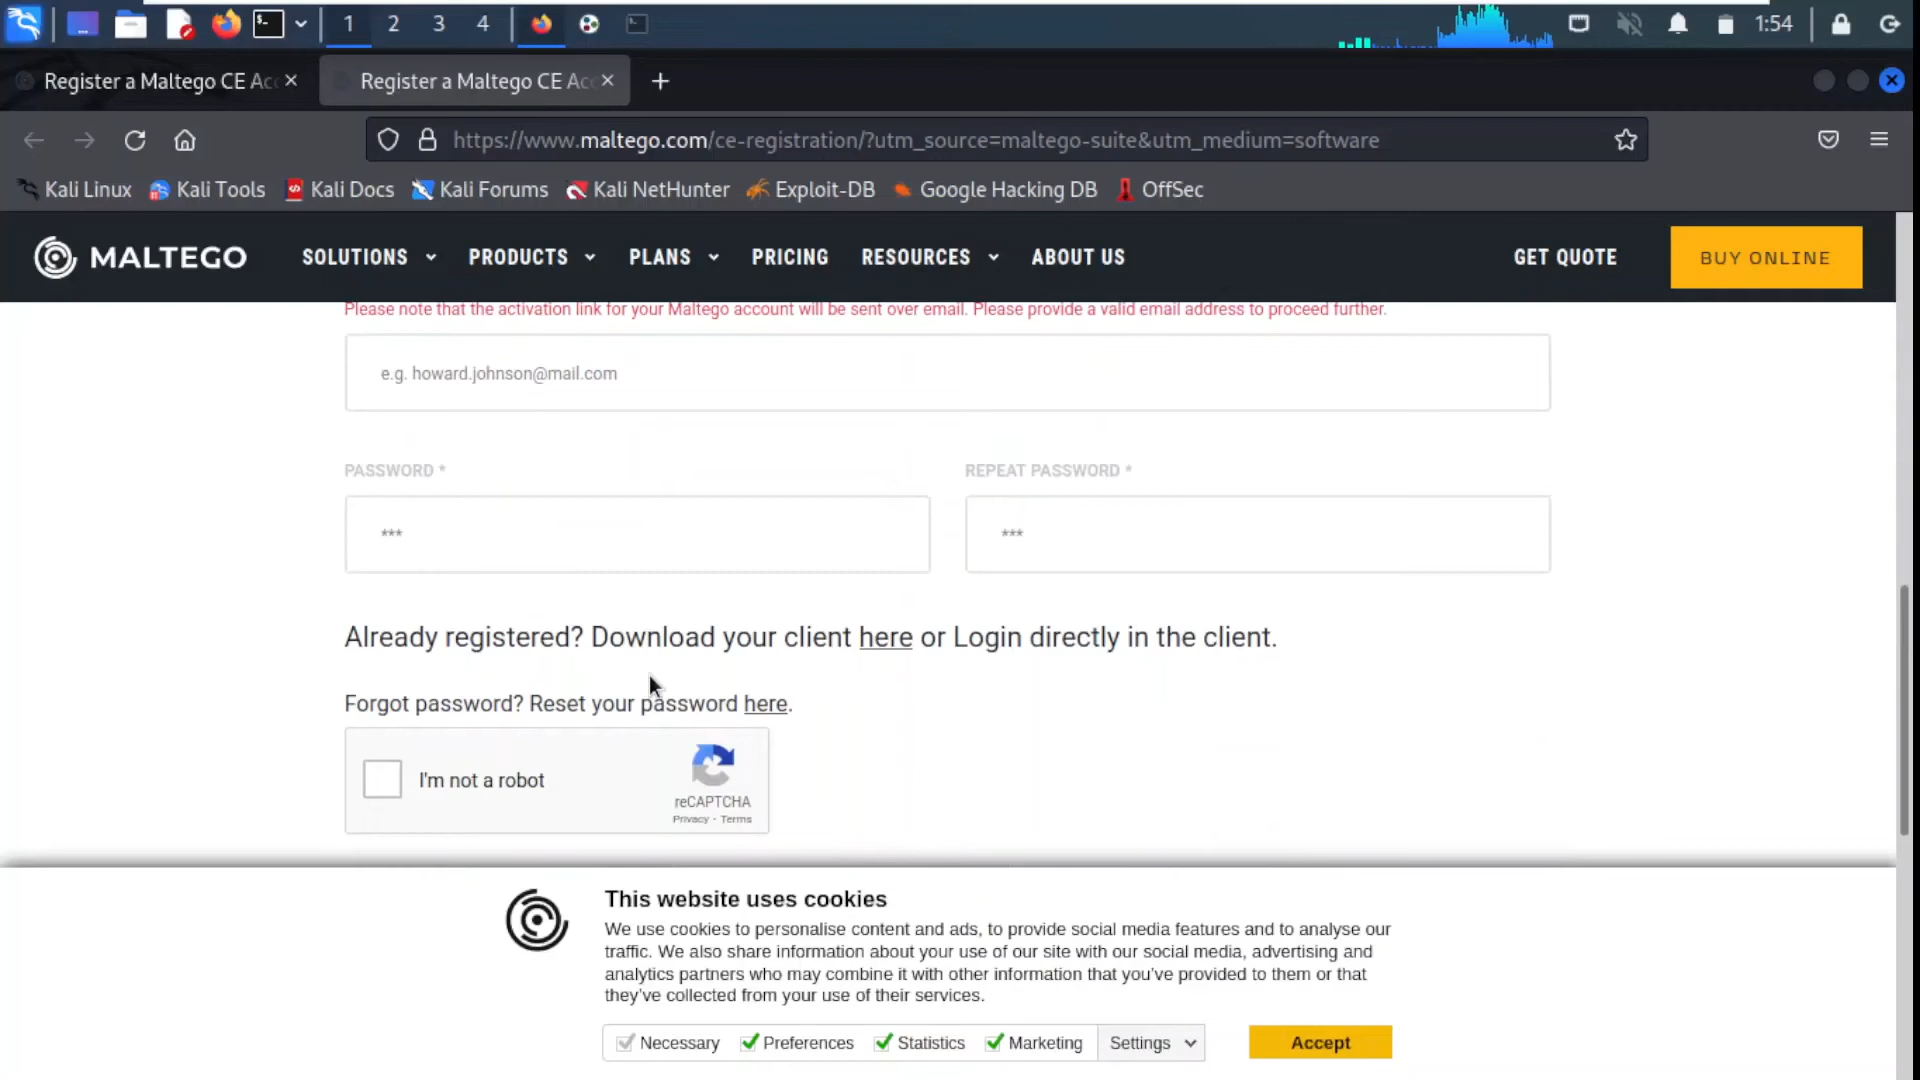 1 2 3 4 1:54
Register a Maltego CE Acc Register a Maltego CE Acc
https://www.maltego.com/ce-registration/?utm_source=maltego-suite&utm_medium=software
Kali Linux Kali Tools Kali Docs Kali Forums Kali NetHunter Exploit-DB Google Hacking DB OffSec
MALTEGO SOLUTIONS PRODUCTS PLANS PRICING RESOURCES ABOUT US GET QUOTE BUY ONLINE
Please note that the activation link for your Maltego account will be sent over email. Please provide a valid email address to proceed further.
e.g. howard.johnson@mail.com
PASSWORD * REPEAT PASSWORD *
*** ***
Already registered? Download your client here or Login directly in the client.
Forgot password? Reset your password here.
I'm not a robot
reCAPTCHA
Privacy - Terms
This website uses cookies
We use cookies to personalise content and ads, to provide social media features and to analyse our
traffic. We also share information about your use of our site with our social media, advertising and
analytics partners who may combine it with other information that you've provided to them or that
they've collected from your use of their services.
Necessary Preferences Statistics Marketing Settings Accept